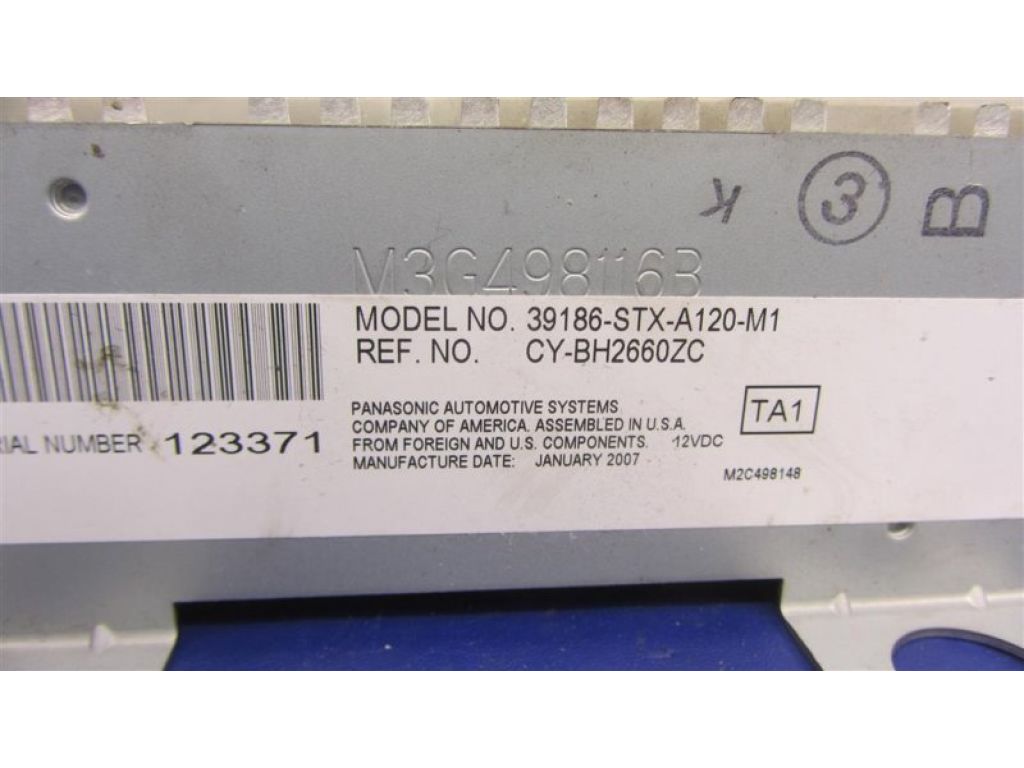 K 3 B
M3G498116B
MODEL NO. 39186-STX-A120-M1
REF. NO. CY-BH2660ZC
PANASONIC AUTOMOTIVE SYSTEMS
COMPANY OF AMERICA. ASSEMBLED IN U.S.A.
FROM FOREIGN AND U.S. COMPONENTS. 12VDC
MANUFACTURE DATE: JANUARY 2007
TA1
M2C498148
RIAL NUMBER 123371